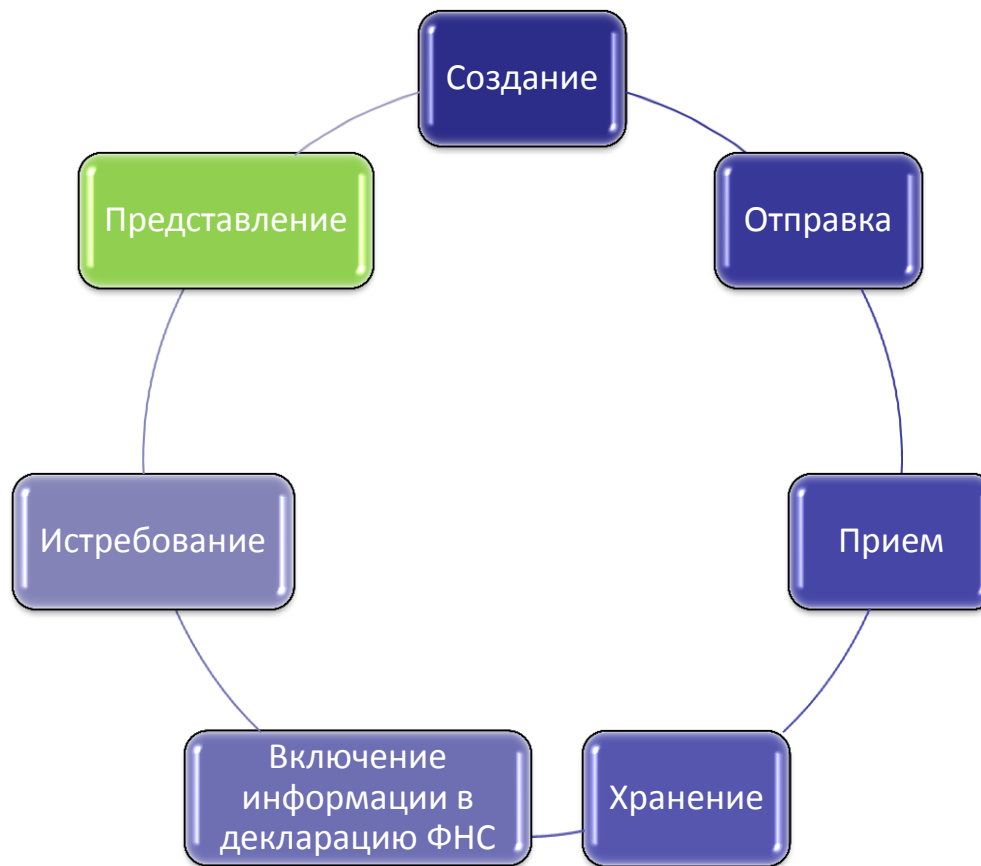 Создание
Отправка
Прием
Хранение
Включение
информации в
декларацию ФНС
Истребование
Представление